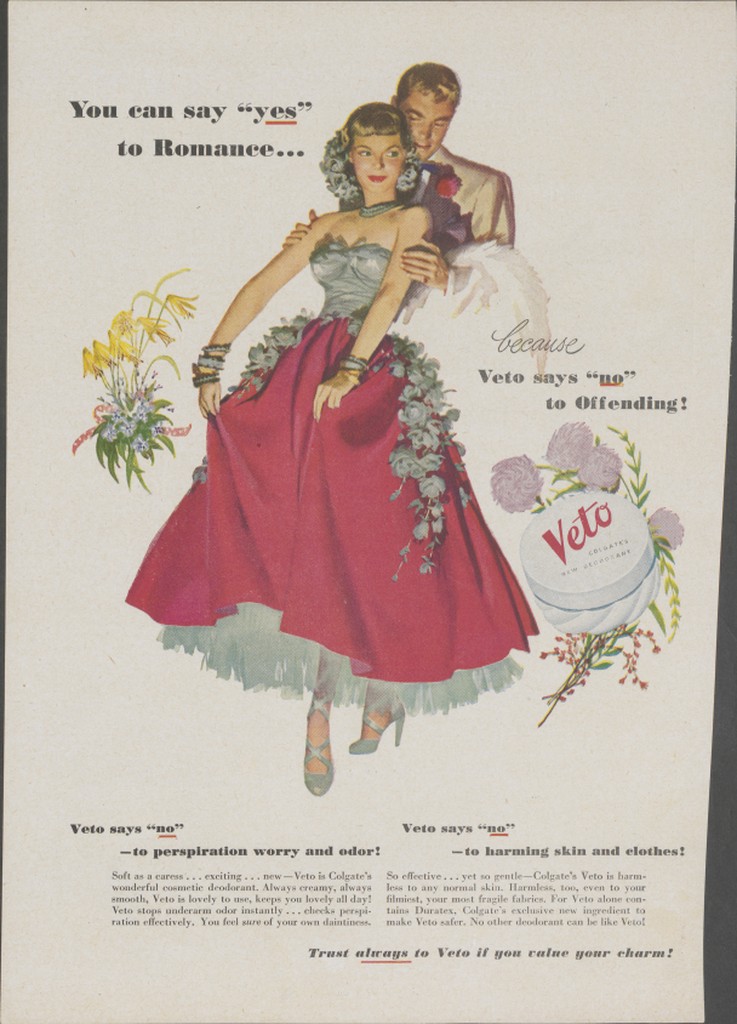 You can say “yes”
to Romance...
because
Veto says “no”
to Offending!
Veto
COLGATE'S
NEW DEODORANT
Veto says “no”
—to perspiration worry and odor!
Soft as a caress . . . exciting . . . new—Veto is Colgate's
wonderful cosmetic deodorant. Always creamy, always
smooth, Veto is lovely to use, keeps you lovely all day!
Veto stops underarm odor instantly . . . checks perspi-
ration effectively. You feel sure of your own daintiness.
Veto says “no”
—to harming skin and clothes!
So effective . . . yet so gentle—Colgate's Veto is harm-
less to any normal skin. Harmless, too, even to your
filmiest, your most fragile fabrics. For Veto alone con-
tains Duratex, Colgate's exclusive new ingredient to
make Veto safer. No other deodorant can be like Veto!
Trust always to Veto if you value your charm!